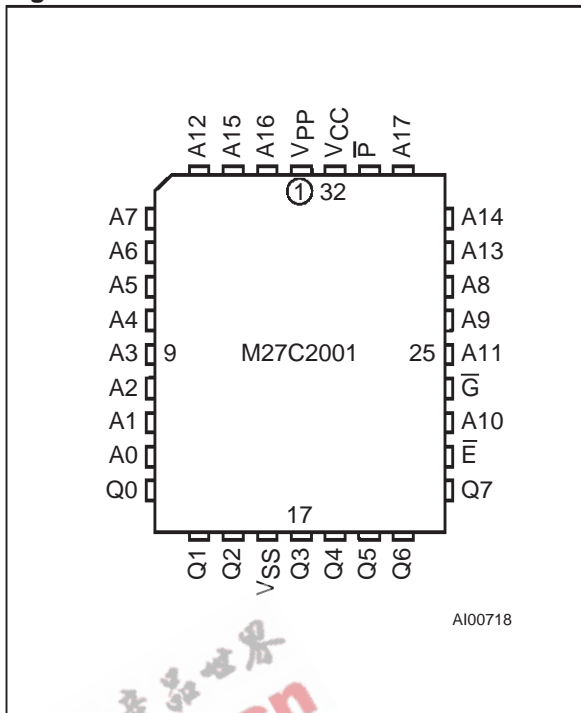 A12 A15 A16 VPP VCC P̅ A17
1 32
A7 A14
A6 A13
A5 A8
A4 A9
A3 9 M27C2001 25 A11
A2 G̅
A1 A10
A0 E̅
Q0 Q7
17
Q1 Q2 VSS Q3 Q4 Q5 Q6
AI00718